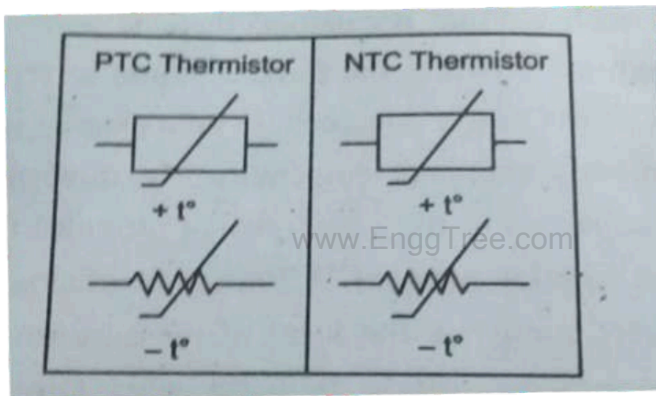 PTC Thermistor
NTC Thermistor
+ t°
+ t°
www.EnggTree.com
– t°
– t°